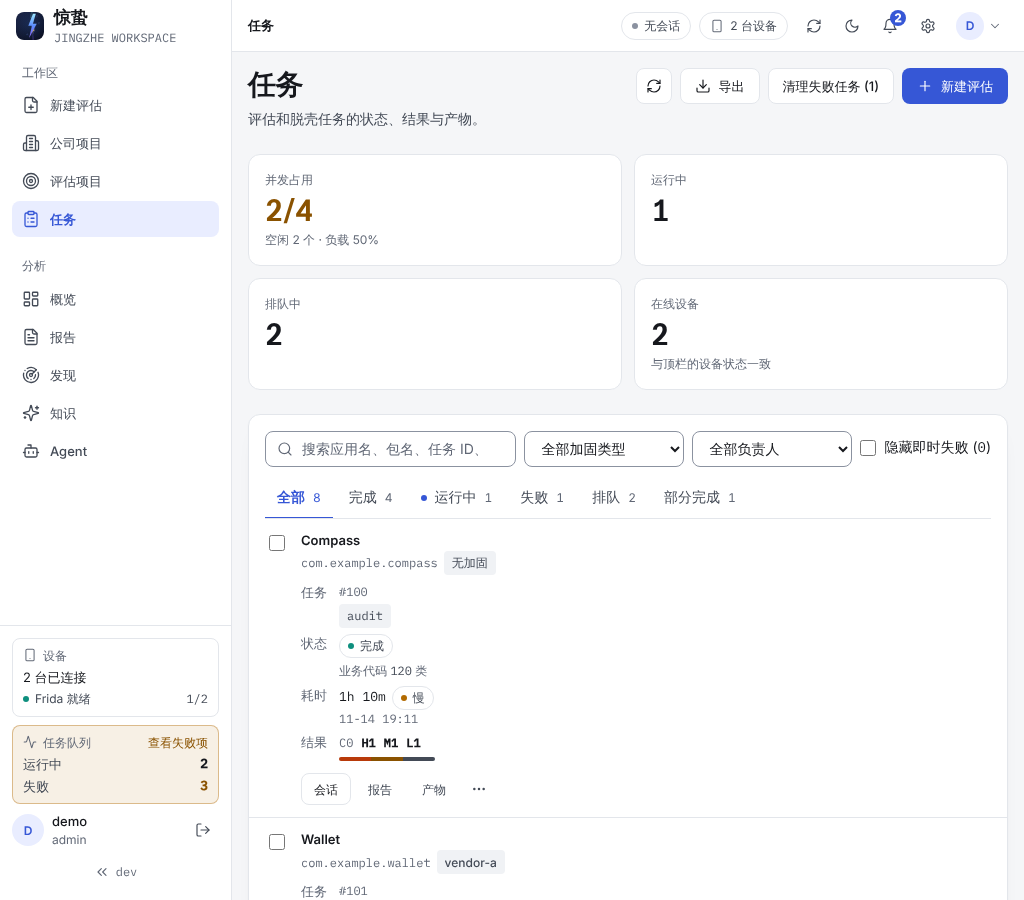 惊蛰
JINGZHE WORKSPACE
工作区
新建评估
公司项目
评估项目
任务
分析
概览
报告
发现
知识
Agent
设备
2 台已连接
Frida 就绪 1/2
任务队列 查看失败项
运行中 2
失败 3
D demo
admin
dev
任务
无会话
2 台设备
2
D
任务
评估和脱壳任务的状态、结果与产物。
导出
清理失败任务 (1)
新建评估
并发占用
2/4
空闲 2 个 · 负载 50%
运行中
1
排队中
2
在线设备
2
与顶栏的设备状态一致
搜索应用名、包名、任务 ID、
全部加固类型
全部负责人
隐藏即时失败 (0)
全部 8 完成 4 运行中 1 失败 1 排队 2 部分完成 1
Compass
com.example.compass 无加固
任务 #100
audit
状态 完成
业务代码 120 类
耗时 1h 10m 慢
11-14 19:11
结果 C0 H1 M1 L1
会话 报告 产物 ···
Wallet
com.example.wallet vendor-a
任务 #101